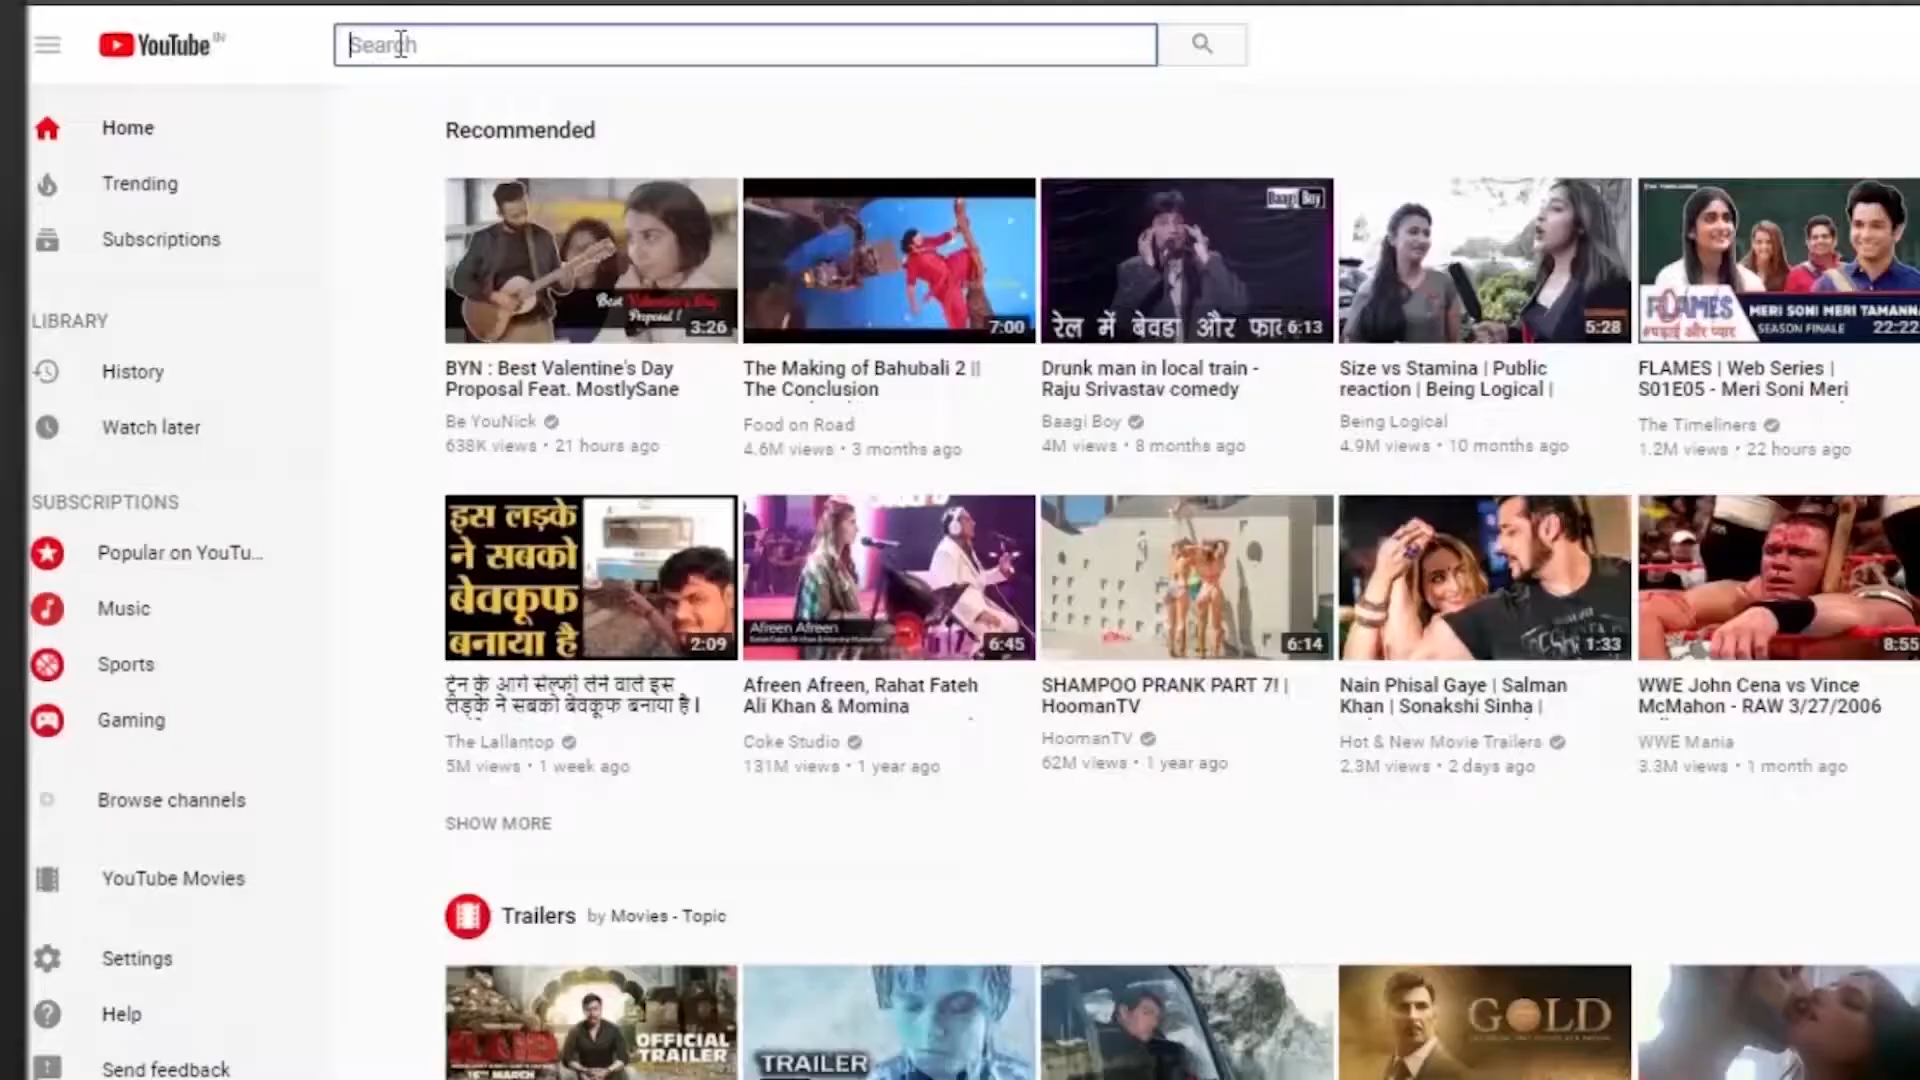 YouTube IN
Search
Home
Trending
Subscriptions
LIBRARY
History
Watch later
SUBSCRIPTIONS
Popular on YouTu...
Music
Sports
Gaming
Browse channels
YouTube Movies
Settings
Help
Send feedback
Recommended
Best Valentine's Day
Proposal !
3:26
7:00
Baagi Boy
रेल में बेवडा और फा
6:13
5:28
THE TIMELINERS
FLAMES
#पढ़ाई और प्यार
MERI SONI MERI TAMANN
SEASON FINALE
22:22
BYN : Best Valentine's Day
Proposal Feat. MostlySane
Be YouNick
638K views • 21 hours ago
The Making of Bahubali 2 ||
The Conclusion
Food on Road
4.6M views • 3 months ago
Drunk man in local train -
Raju Srivastav comedy
Baagi Boy
4M views • 8 months ago
Size vs Stamina | Public
reaction | Being Logical |
Being Logical
4.9M views • 10 months ago
FLAMES | Web Series |
S01E05 - Meri Soni Meri
The Timeliners
1.2M views • 22 hours ago
इस लड़के
ने सबको
बेवकूफ
बनाया है
2:09
Afreen Afreen
6:45
6:14
1:33
8:55
ट्रेन के आगे सेल्फी लेने वाले इस
लड़के ने सबको बेवकूफ बनाया है I
The Lallantop
5M views • 1 week ago
Afreen Afreen, Rahat Fateh
Ali Khan & Momina
Coke Studio
131M views • 1 year ago
SHAMPOO PRANK PART 7! |
HoomanTV
HoomanTV
62M views • 1 year ago
Nain Phisal Gaye | Salman
Khan | Sonakshi Sinha |
Hot & New Movie Trailers
2.3M views • 2 days ago
WWE John Cena vs Vince
McMahon - RAW 3/27/2006
WWE Mania
3.3M views • 1 month ago
SHOW MORE
Trailers by Movies - Topic
RAID
OFFICIAL
TRAILER
16TH MARCH
TRAILER
GOLD